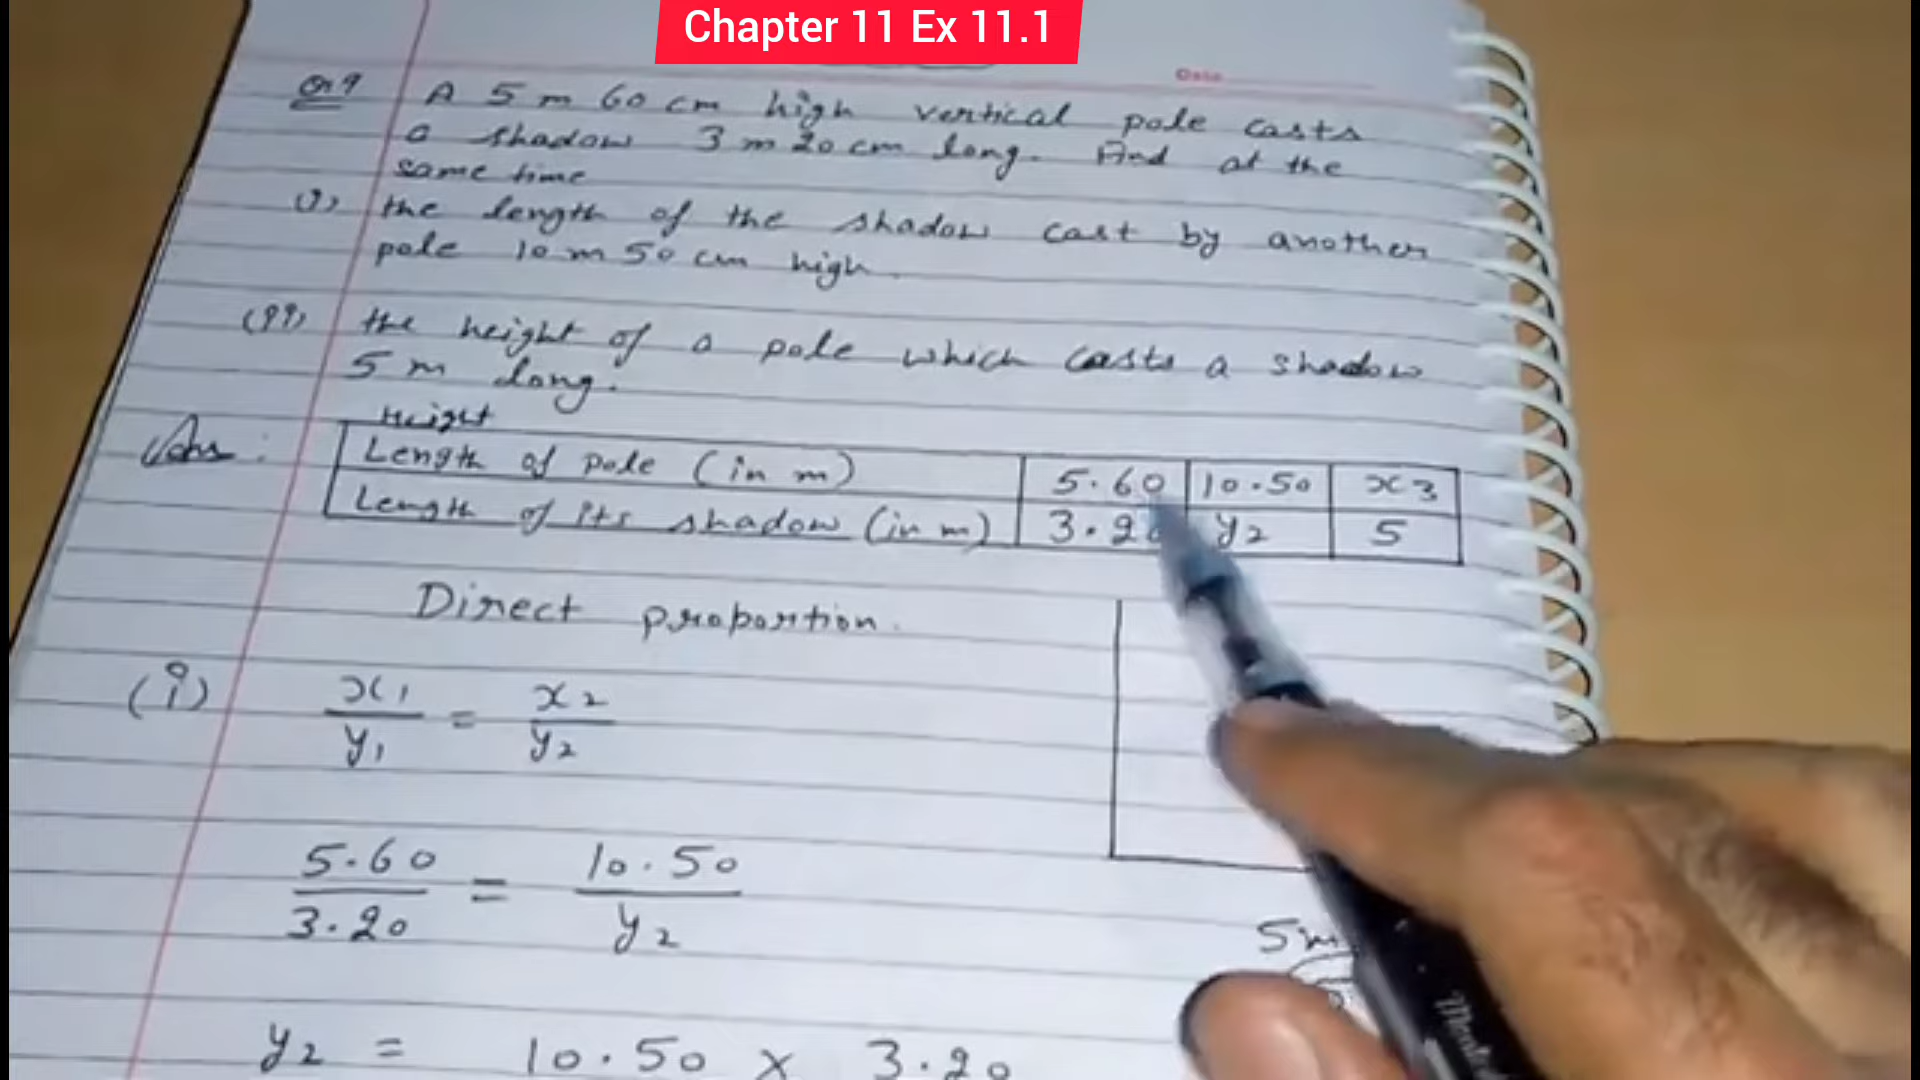 Chapter 11 Ex 11.1
Date
Qn 9 A 5 m 60 cm high vertical pole casts
a shadow 3 m 20 cm long. Find at the
same time
(i) the length of the shadow cast by another
pole 10 m 50 cm high.
(ii) the height of a pole which casts a shadow
5 m long.
Height
Ans: Length of pole (in m) 5.60 10.50 x3
Length of its shadow (in m) 3.20 y2 5
Direct proportion.
(i) x1 / y1 = x2 / y2
5.60 / 3.20 = 10.50 / y2
5m
y2 = 10.50 x 3.20